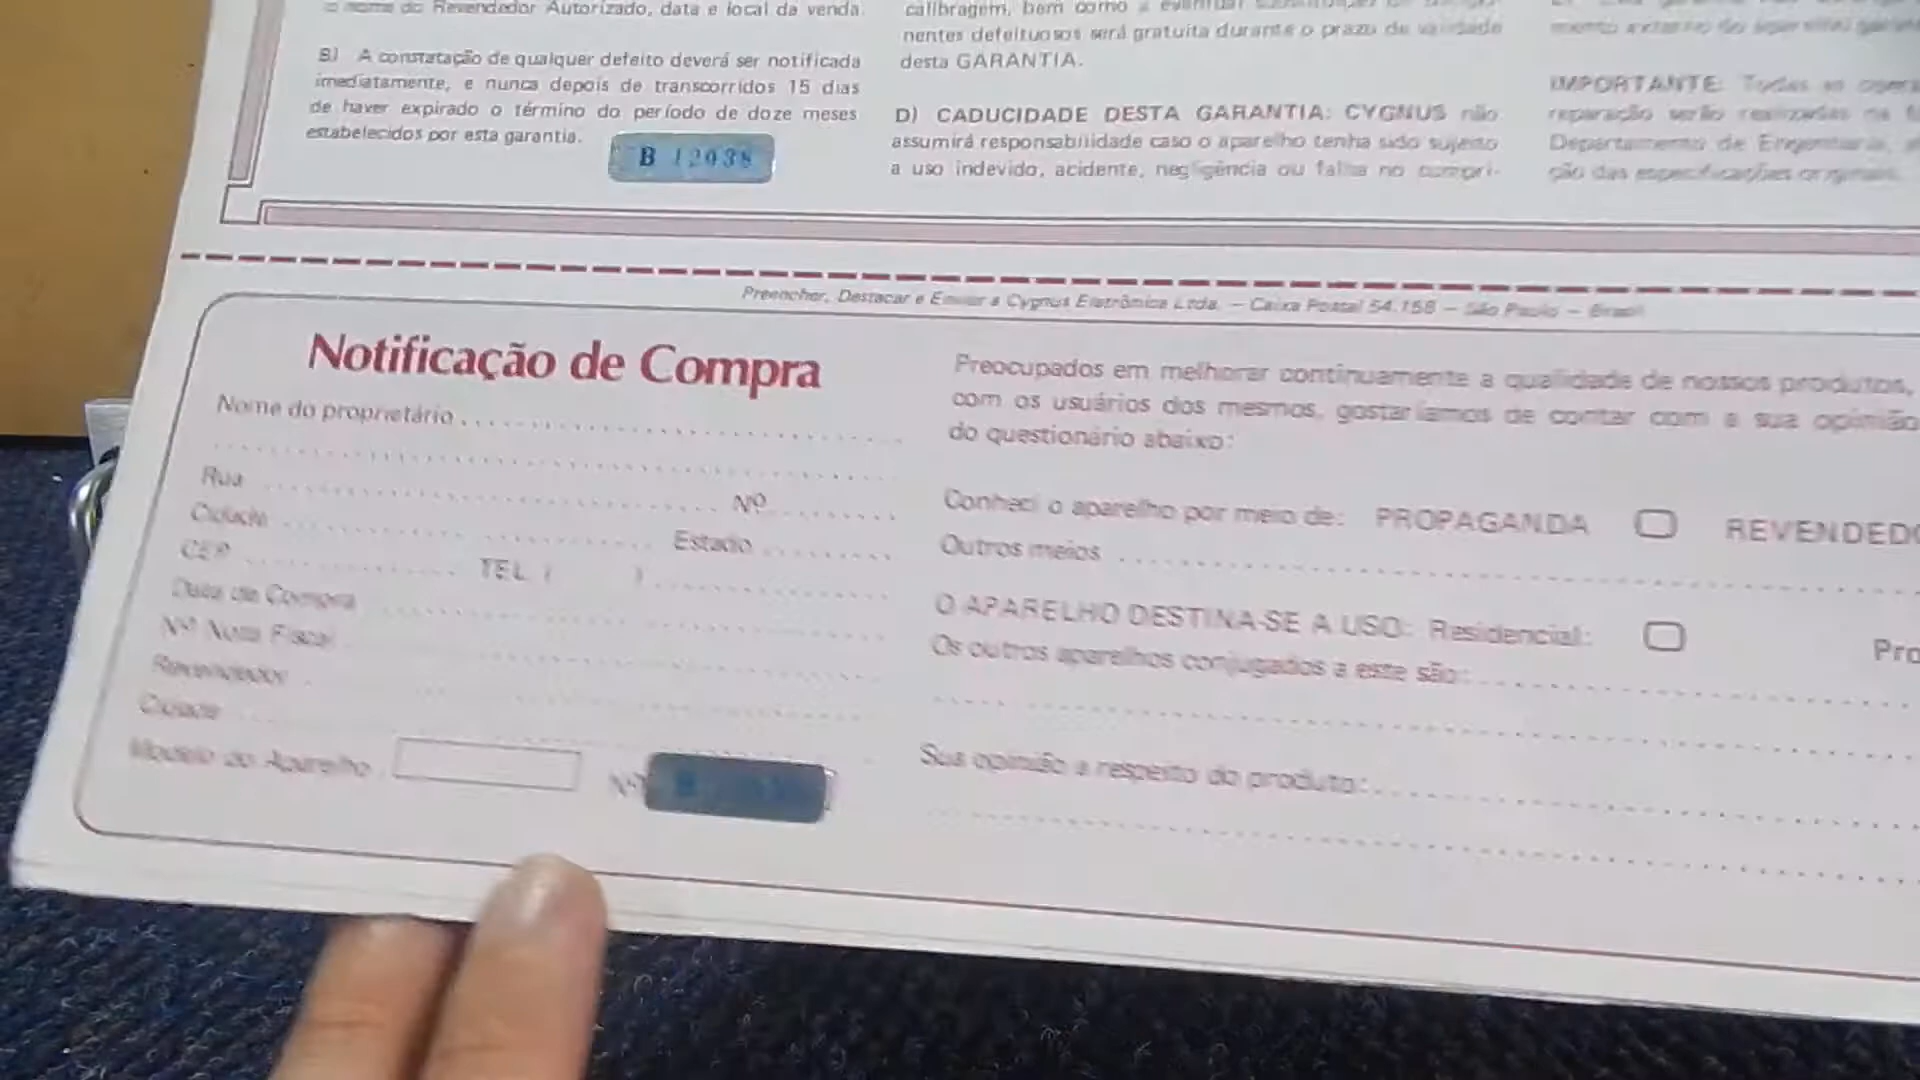 o nome do Revendedor Autorizado, data e local da venda.
B) A constatação de qualquer defeito deverá ser notificada
imediatamente, e nunca depois de transcorridos 15 dias
de haver expirado o término do período de doze meses
estabelecidos por esta garantia.
B 12038
calibragem, bem como a eventual
nentes defeituosos será gratuita durante o prazo de validade
desta GARANTIA.
D) CADUCIDADE DESTA GARANTIA: CYGNUS não
assumirá responsabilidade caso o aparelho tenha sido sujeito
a uso indevido, acidente, negligência ou falha no cumpri-
IMPORTANTE: Todas as
reparação serão realizadas na
Departamento de Engenharia,
ção das especificações originais.
Preencher, Destacar e Enviar a Cygnus Eletrônica Ltda. — Caixa Postal 54.158 — São Paulo — Brasil
Notificação de Compra
Nome do proprietário
Rua Nº
Cidade Estado
CEP TEL ( )
Data da Compra
Nº Nota Fiscal
Revendedor
Cidade
Modelo do Aparelho Nº
Preocupados em melhorar continuamente a qualidade de nossos produtos,
com os usuários dos mesmos, gostaríamos de contar com a sua opinião
do questionário abaixo:
Conheci o aparelho por meio de: PROPAGANDA REVENDEDO
Outros meios
O APARELHO DESTINA-SE A USO: Residencial: Pro
Os outros aparelhos conjugados a este são:
Sua opinião a respeito do produto: